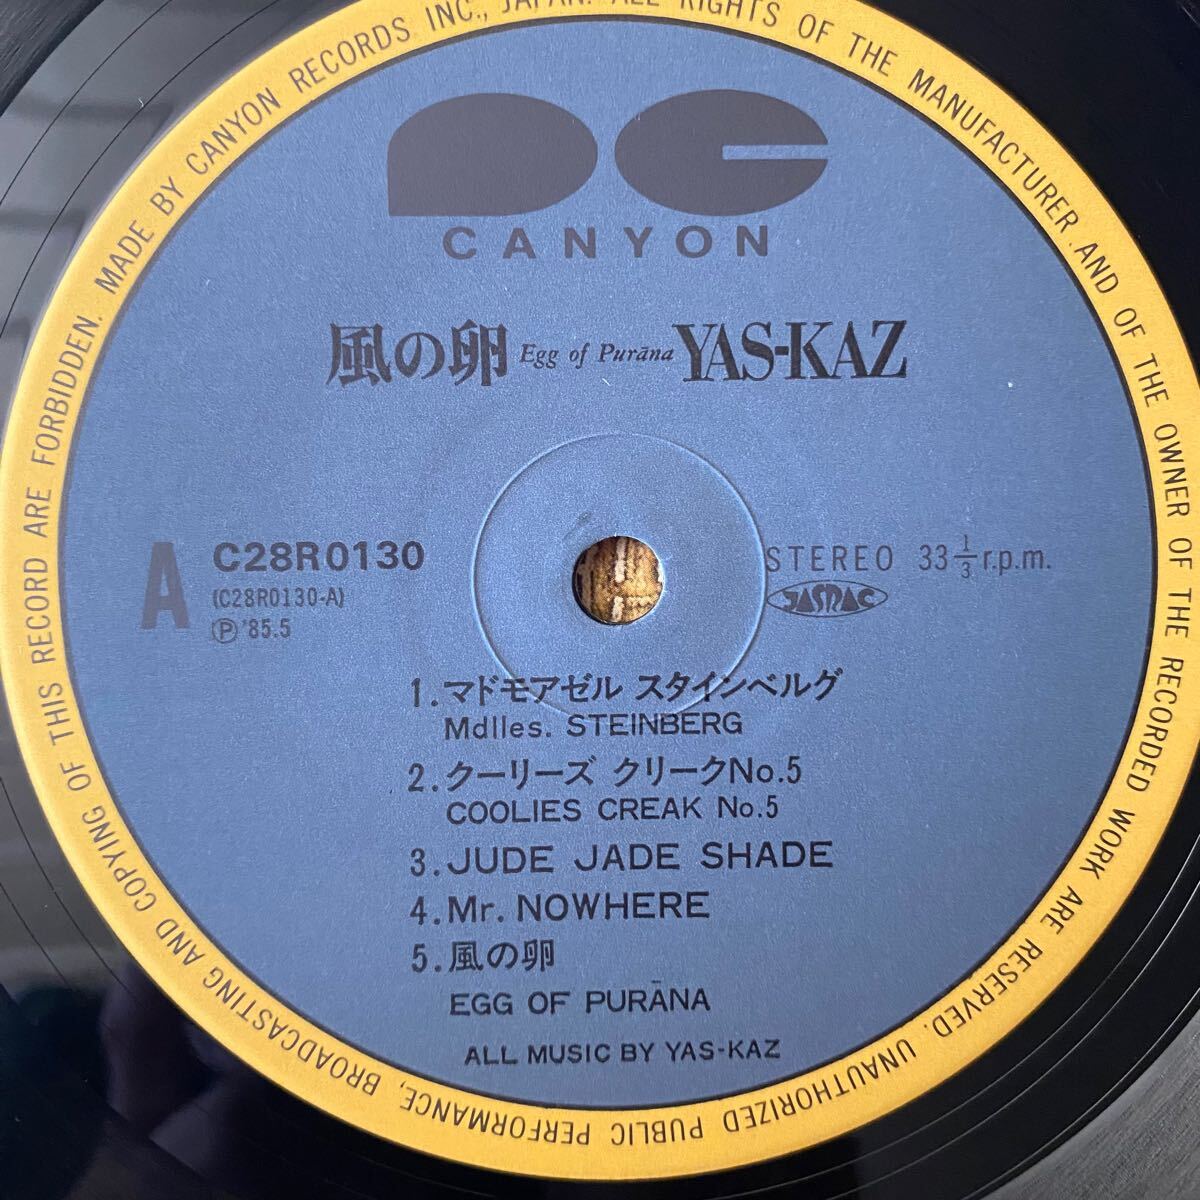 MADE BY CANYON RECORDS INC., JAPAN. ALL RIGHTS OF THE MANUFACTURER AND OF THE OWNER OF THE RECORDED WORK ARE RESERVED. UNAUTHORIZED PUBLIC PERFORMANCE, BROADCASTING AND COPYING OF THIS RECORD ARE FORBIDDEN.
CANYON
風の卵 Egg of Purāna YAS-KAZ
A C28R0130
(C28R0130-A)
Ⓟ '85.5
STEREO 33 1/3 r.p.m.
JASRAC
1. マドモアゼル スタインベルグ
Mdlles. STEINBERG
2. クーリーズ クリークNo.5
COOLIES CREAK No.5
3. JUDE JADE SHADE
4. Mr. NOWHERE
5. 風の卵
EGG OF PURĀNA
ALL MUSIC BY YAS-KAZ